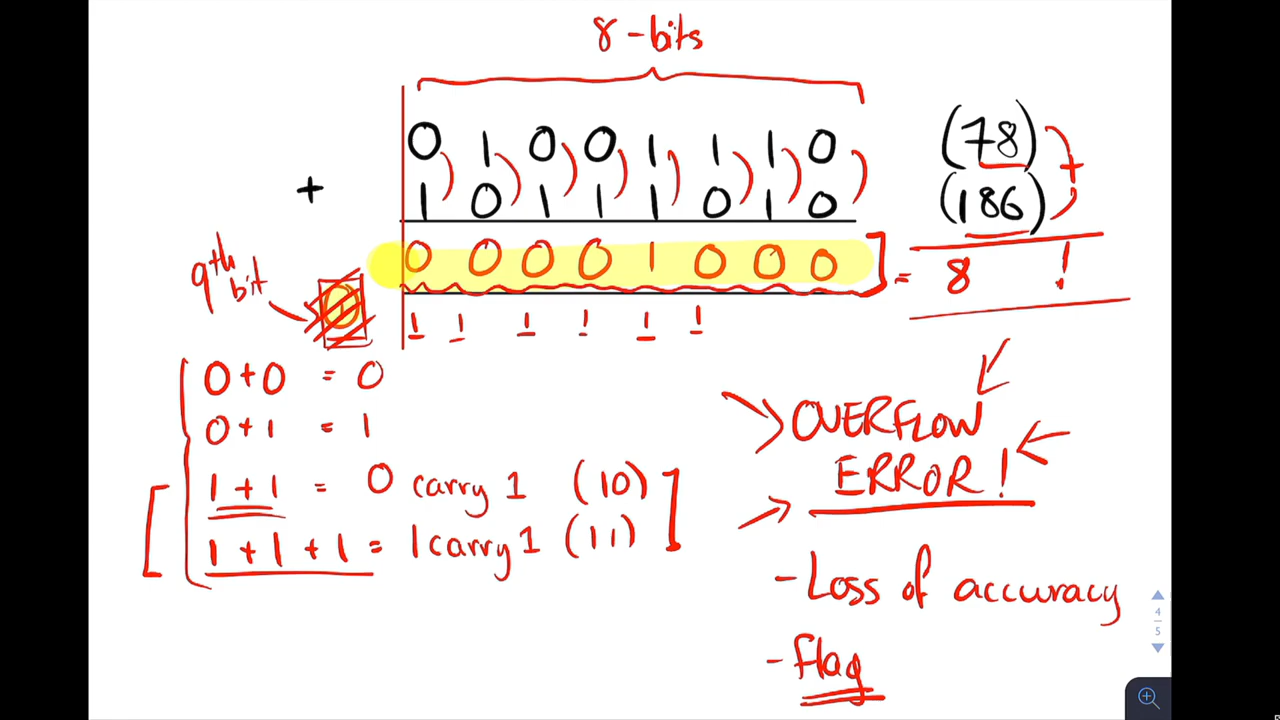 8-bits
0 1 0 0 1 1 1 0 (78)
+ 1 0 1 1 1 0 1 0 (186) +
0 0 0 0 1 0 0 0 ] = 8 !
9th bit
1
1 1 1 1 1 1
0 + 0 = 0
0 + 1 = 1
1 + 1 = 0 carry 1 (10)
1 + 1 + 1 = 1 carry 1 (11)
OVERFLOW
ERROR!
- Loss of accuracy
- Flag
4
5